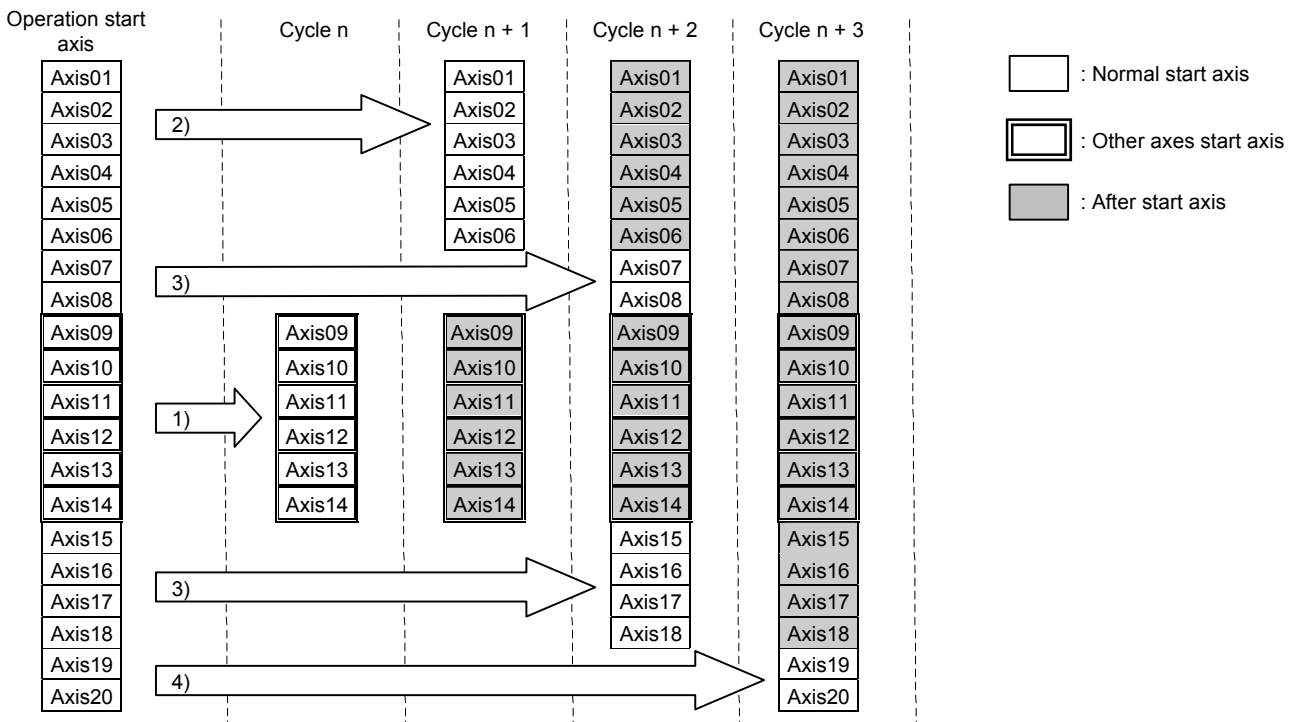 Operation start
axis
Cycle n
Cycle n + 1
Cycle n + 2
Cycle n + 3
Axis01
Axis02
Axis03
Axis04
Axis05
Axis06
Axis07
Axis08
Axis09
Axis10
Axis11
Axis12
Axis13
Axis14
Axis15
Axis16
Axis17
Axis18
Axis19
Axis20
2)
3)
1)
3)
4)
Axis09
Axis10
Axis11
Axis12
Axis13
Axis14
Axis01
Axis02
Axis03
Axis04
Axis05
Axis06
Axis09
Axis10
Axis11
Axis12
Axis13
Axis14
Axis01
Axis02
Axis03
Axis04
Axis05
Axis06
Axis07
Axis08
Axis09
Axis10
Axis11
Axis12
Axis13
Axis14
Axis15
Axis16
Axis17
Axis18
Axis01
Axis02
Axis03
Axis04
Axis05
Axis06
Axis07
Axis08
Axis09
Axis10
Axis11
Axis12
Axis13
Axis14
Axis15
Axis16
Axis17
Axis18
Axis19
Axis20
: Normal start axis
: Other axes start axis
: After start axis